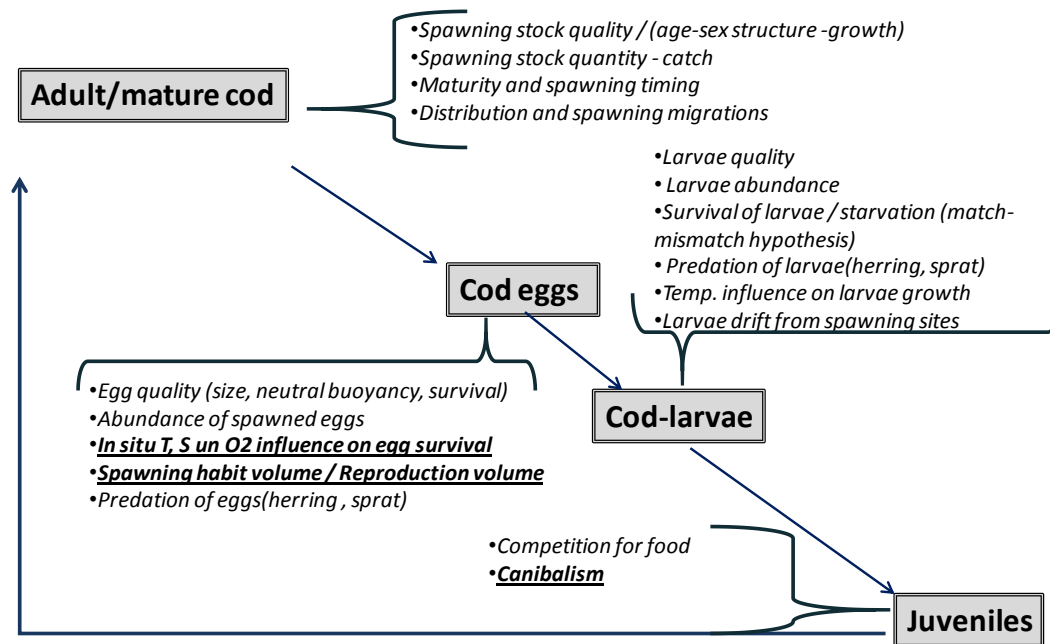 •Spawning stock quality / (age-sex structure -growth)
•Spawning stock quantity - catch
•Maturity and spawning timing
•Distribution and spawning migrations
Adult/mature cod
•Larvae quality
• Larvae abundance
•Survival of larvae / starvation (match-
mismatch hypothesis)
• Predation of larvae(herring, sprat)
•Temp. influence on larvae growth
•Larvae drift from spawning sites
Cod eggs
•Egg quality (size, neutral buoyancy, survival)
•Abundance of spawned eggs
•In situ T, S un O2 influence on egg survival
•Spawning habit volume / Reproduction volume
•Predation of eggs(herring , sprat)
Cod-larvae
•Competition for food
•Canibalism
Juveniles